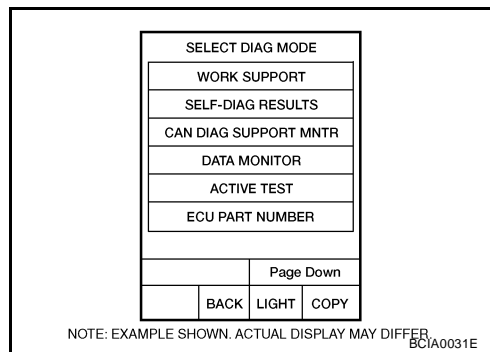 SELECT DIAG MODE
WORK SUPPORT
SELF-DIAG RESULTS
CAN DIAG SUPPORT MNTR
DATA MONITOR
ACTIVE TEST
ECU PART NUMBER
Page Down
BACK LIGHT COPY
NOTE: EXAMPLE SHOWN. ACTUAL DISPLAY MAY DIFFER.
BCIA0031E